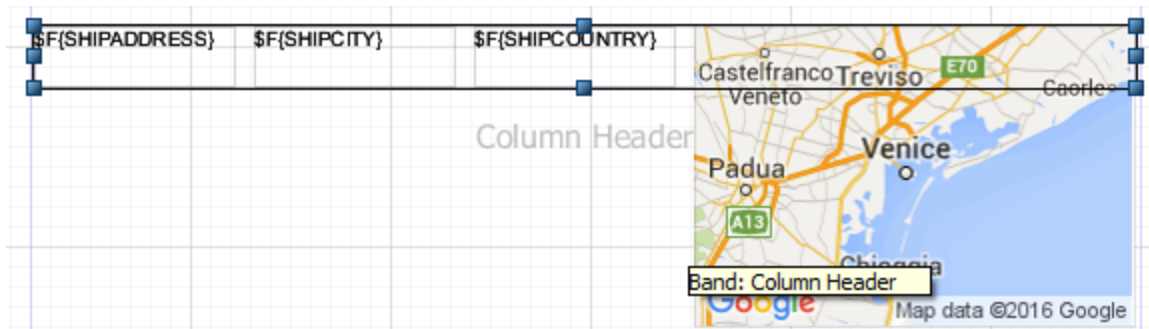 $F{SHIPADDRESS} $F{SHIPCITY} $F{SHIPCOUNTRY}
Castelfranco Veneto
Treviso
E70
Caorle
Column Header
Venice
Padua
A13
Chioggia
Band: Column Header
Google
Map data ©2016 Google